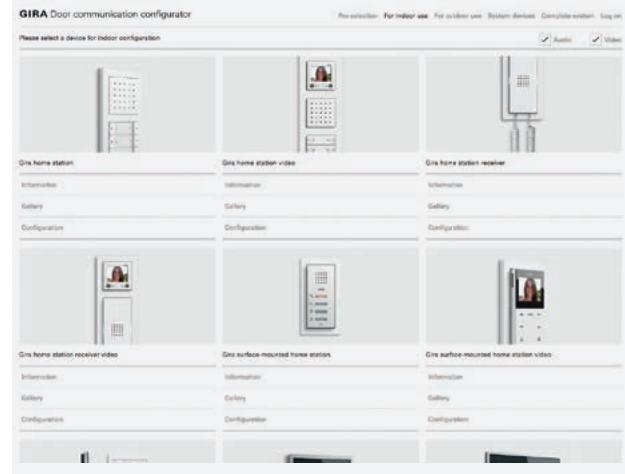 GIRA Door communication configurator
Pre-selection For indoor use For outdoor use System devices Complete system Log on
Please select a device for indoor configuration
Audio Video
Gira home station Gira home station video Gira home station receiver
Information Information Information
Gallery Gallery Gallery
Configuration Configuration Configuration
Gira home station receiver video Gira surface-mounted home station Gira surface-mounted home station video
Information Information Information
Gallery Gallery Gallery
Configuration Configuration Configuration